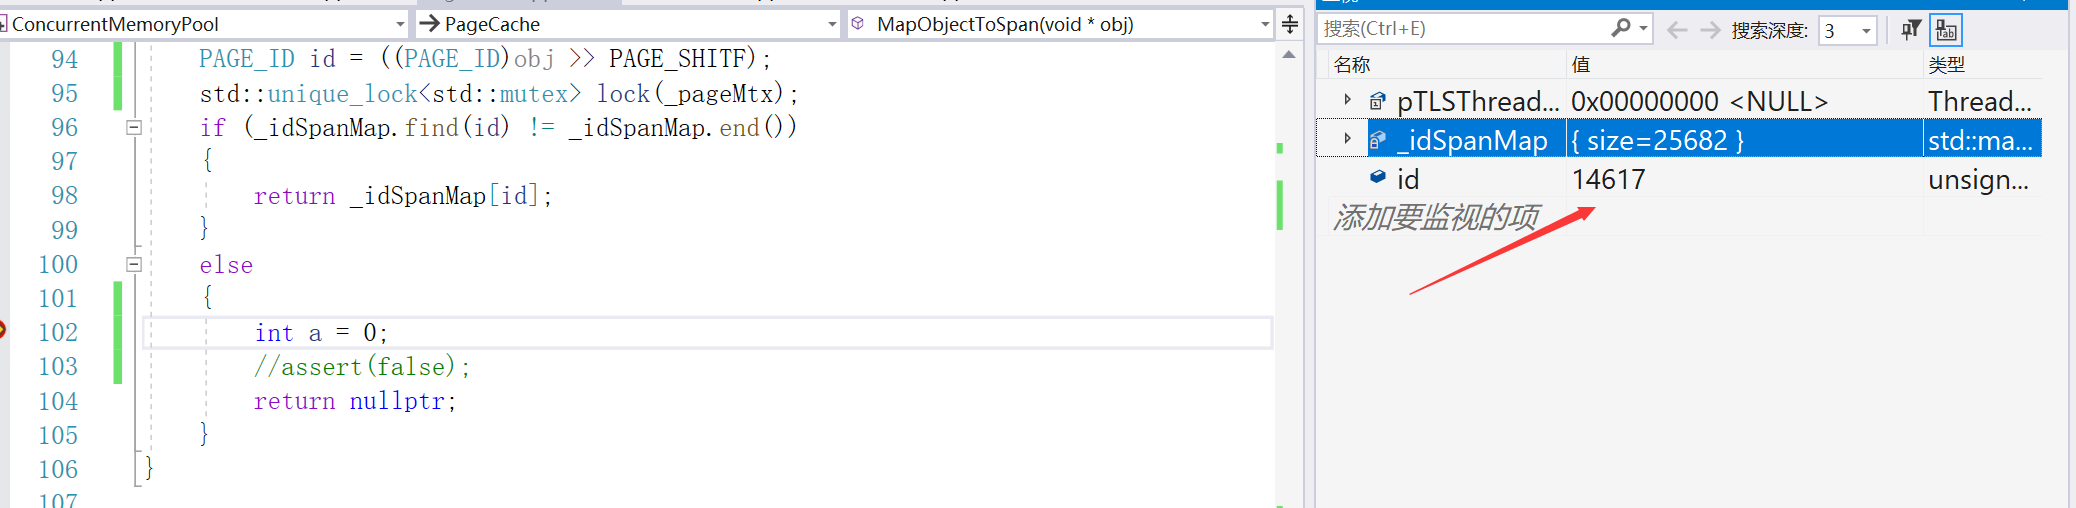 ConcurrentMemoryPool
PageCache
MapObjectToSpan(void * obj)
94 PAGE_ID id = ((PAGE_ID)obj >> PAGE_SHITF);
95 std::unique_lock<std::mutex> lock(_pageMtx);
96 if (_idSpanMap.find(id) != _idSpanMap.end())
97 {
98 return _idSpanMap[id];
99 }
100 else
101 {
102 int a = 0;
103 //assert(false);
104 return nullptr;
105 }
106 }
107
搜索(Ctrl+E)
搜索深度: 3
名称 值 类型
pTLSThread... 0x00000000 <NULL> Thread...
_idSpanMap { size=25682 } std::ma...
id 14617 unsign...
添加要监视的项